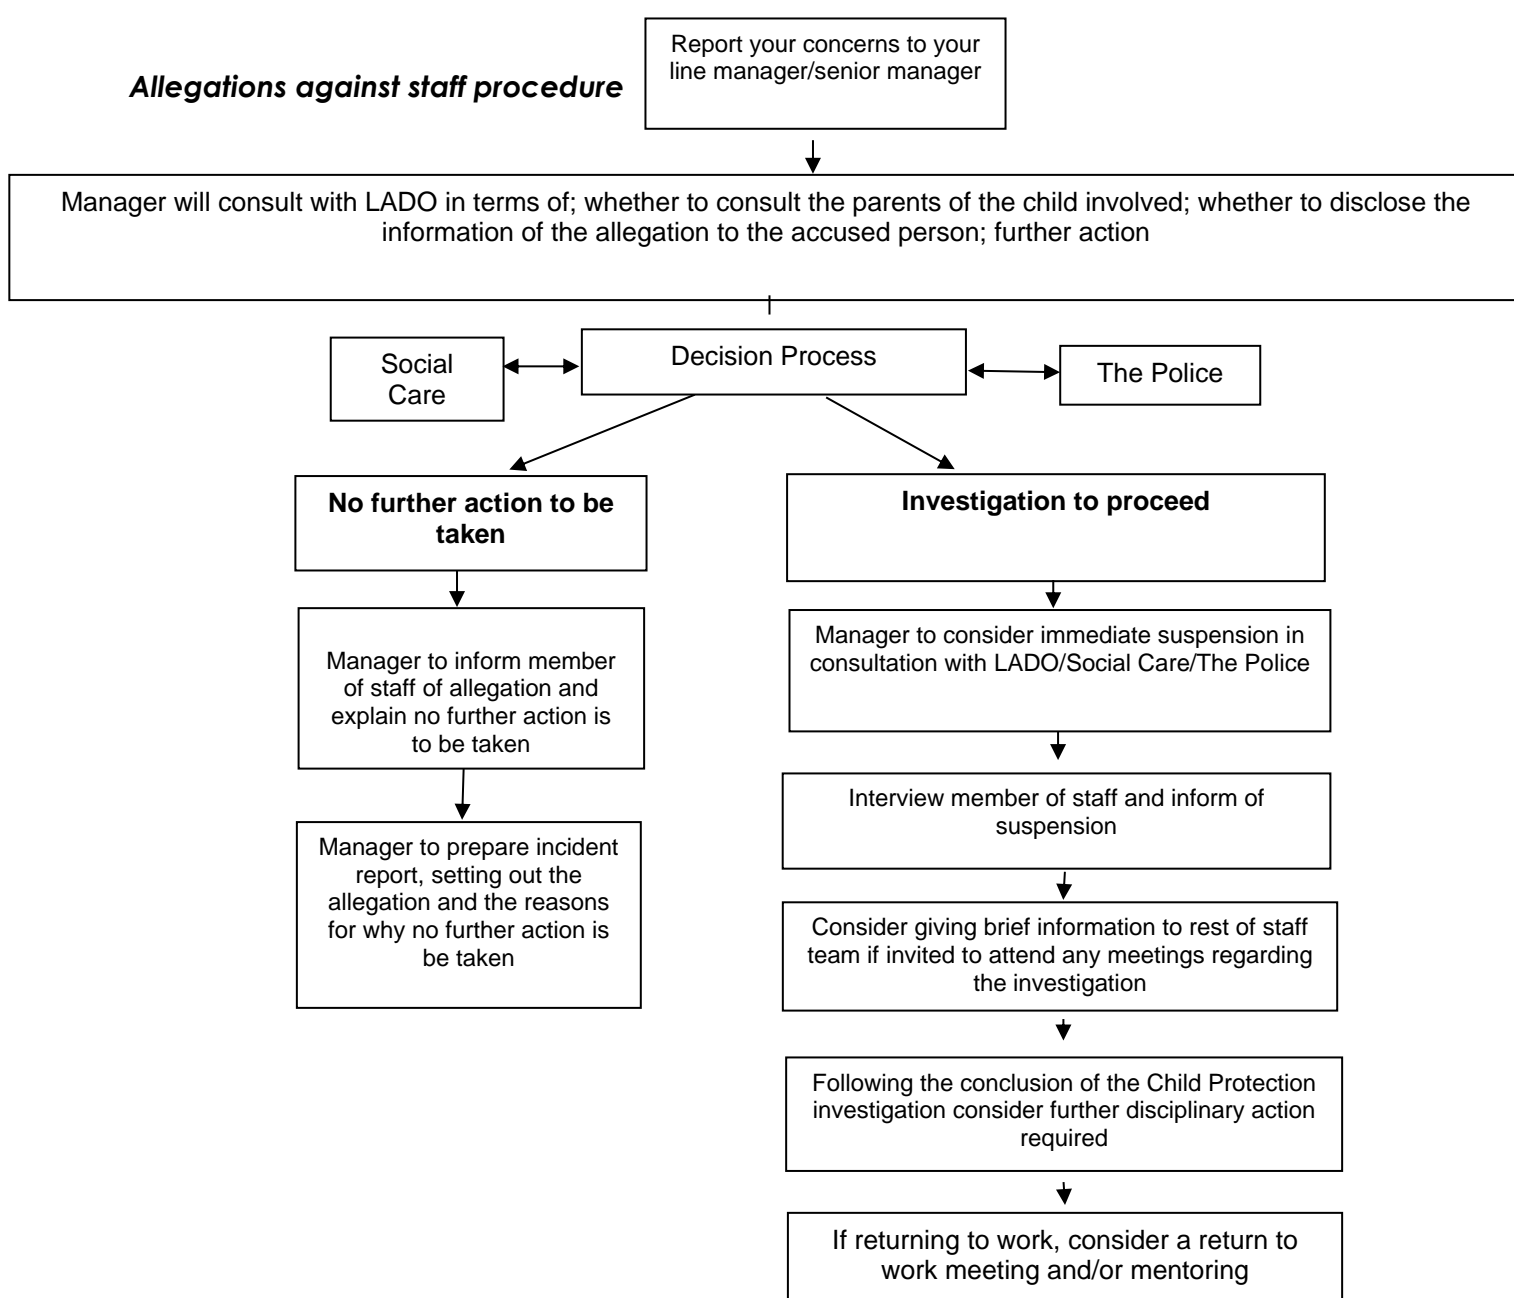 Report your concerns to your
line manager/senior manager
Allegations against staff procedure
Manager will consult with LADO in terms of; whether to consult the parents of the child involved; whether to disclose the
information of the allegation to the accused person; further action
Social
Care
Decision Process
The Police
No further action to be
taken
Manager to inform member
of staff of allegation and
explain no further action is
to be taken
Manager to prepare incident
report, setting out the
allegation and the reasons
for why no further action is
be taken
Investigation to proceed
Manager to consider immediate suspension in
consultation with LADO/Social Care/The Police
Interview member of staff and inform of
suspension
Consider giving brief information to rest of staff
team if invited to attend any meetings regarding
the investigation
Following the conclusion of the Child Protection
investigation consider further disciplinary action
required
If returning to work, consider a return to
work meeting and/or mentoring